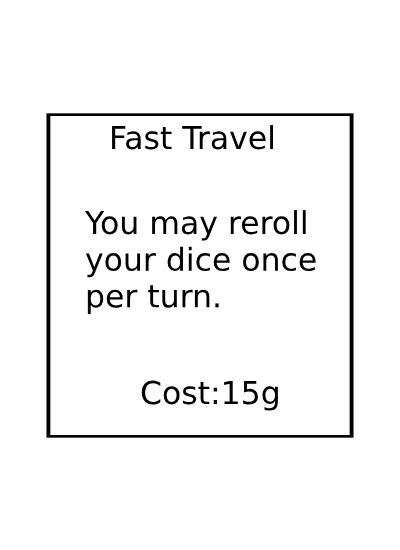 Fast Travel
You may reroll
your dice once
per turn.
Cost:15g